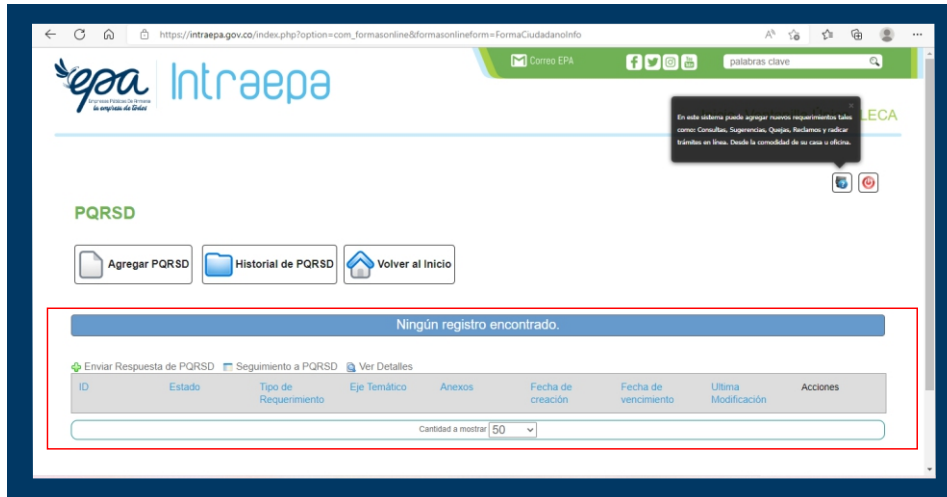 https://intraepa.gov.co/index.php?option=com_formasonline&formasonlineform=FormaCiudadanoInfo
epa
Empresas Públicas De Armenia
la empresa de todos
Intraepa
Correo EPA
palabras clave
LECA
En este sistema puede agregar nuevos requerimientos tales
como: Consultas, Sugerencias, Quejas, Reclamos y radicar
trámites en línea. Desde la comodidad de su casa u oficina.
PQRSD
Agregar PQRSD
Historial de PQRSD
Volver al Inicio
Ningún registro encontrado.
Enviar Respuesta de PQRSD Seguimiento a PQRSD Ver Detalles
ID Estado Tipo de Requerimiento Eje Temático Anexos Fecha de creación Fecha de vencimiento Ultima Modificación Acciones
Cantidad a mostrar 50